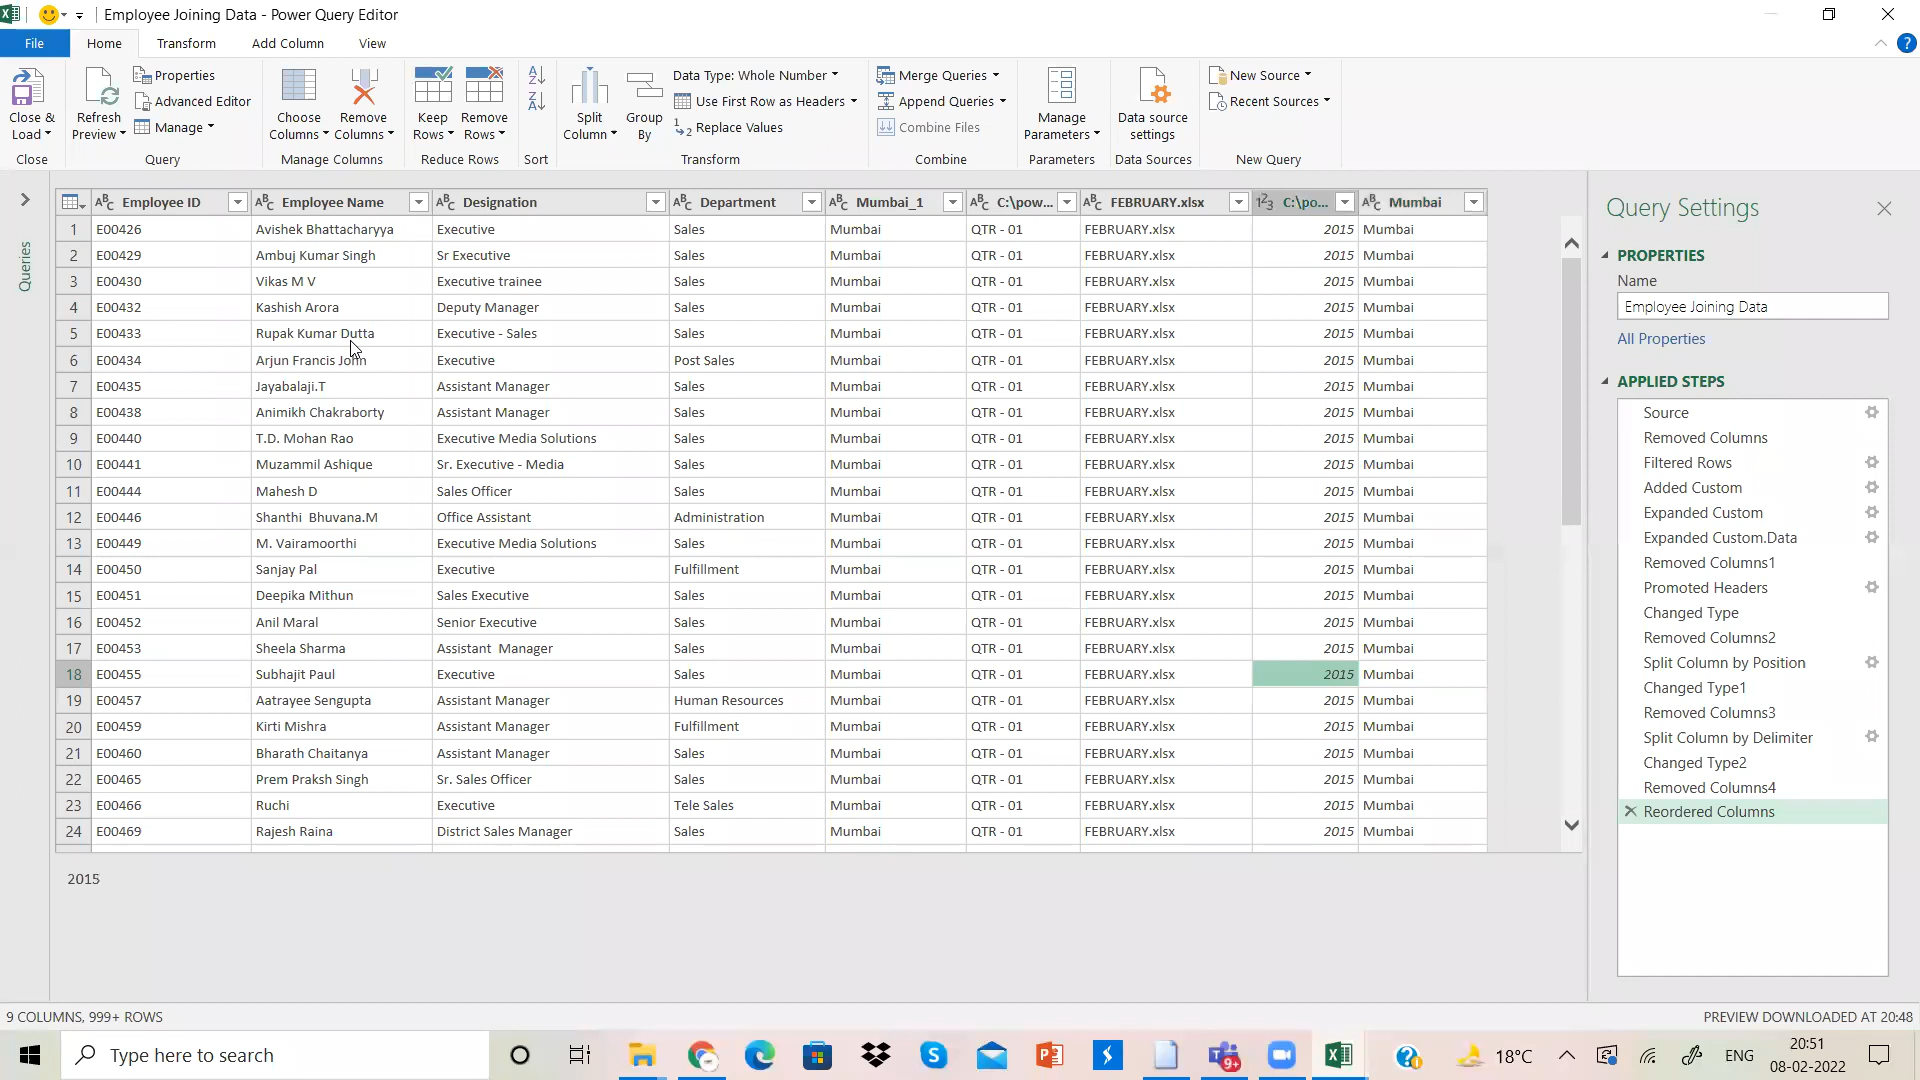 Employee Joining Data - Power Query Editor
File Home Transform Add Column View
Close & Load
Close
Refresh Preview
Properties
Advanced Editor
Manage
Query
Choose Columns
Remove Columns
Manage Columns
Keep Rows
Remove Rows
Reduce Rows
Sort
Split Column
Group By
Data Type: Whole Number
Use First Row as Headers
Replace Values
Transform
Merge Queries
Append Queries
Combine Files
Combine
Manage Parameters
Parameters
Data source settings
Data Sources
New Source
Recent Sources
New Query
Queries
Employee ID Employee Name Designation Department Mumbai_1 C:\pow... FEBRUARY.xlsx C:\po... Mumbai
1 E00426 Avishek Bhattacharyya Executive Sales Mumbai QTR - 01 FEBRUARY.xlsx 2015 Mumbai
2 E00429 Ambuj Kumar Singh Sr Executive Sales Mumbai QTR - 01 FEBRUARY.xlsx 2015 Mumbai
3 E00430 Vikas M V Executive trainee Sales Mumbai QTR - 01 FEBRUARY.xlsx 2015 Mumbai
4 E00432 Kashish Arora Deputy Manager Sales Mumbai QTR - 01 FEBRUARY.xlsx 2015 Mumbai
5 E00433 Rupak Kumar Dutta Executive - Sales Sales Mumbai QTR - 01 FEBRUARY.xlsx 2015 Mumbai
6 E00434 Arjun Francis John Executive Post Sales Mumbai QTR - 01 FEBRUARY.xlsx 2015 Mumbai
7 E00435 Jayabalaji.T Assistant Manager Sales Mumbai QTR - 01 FEBRUARY.xlsx 2015 Mumbai
8 E00438 Animikh Chakraborty Assistant Manager Sales Mumbai QTR - 01 FEBRUARY.xlsx 2015 Mumbai
9 E00440 T.D. Mohan Rao Executive Media Solutions Sales Mumbai QTR - 01 FEBRUARY.xlsx 2015 Mumbai
10 E00441 Muzammil Ashique Sr. Executive - Media Sales Mumbai QTR - 01 FEBRUARY.xlsx 2015 Mumbai
11 E00444 Mahesh D Sales Officer Sales Mumbai QTR - 01 FEBRUARY.xlsx 2015 Mumbai
12 E00446 Shanthi Bhuvana.M Office Assistant Administration Mumbai QTR - 01 FEBRUARY.xlsx 2015 Mumbai
13 E00449 M. Vairamoorthi Executive Media Solutions Sales Mumbai QTR - 01 FEBRUARY.xlsx 2015 Mumbai
14 E00450 Sanjay Pal Executive Fulfillment Mumbai QTR - 01 FEBRUARY.xlsx 2015 Mumbai
15 E00451 Deepika Mithun Sales Executive Sales Mumbai QTR - 01 FEBRUARY.xlsx 2015 Mumbai
16 E00452 Anil Maral Senior Executive Sales Mumbai QTR - 01 FEBRUARY.xlsx 2015 Mumbai
17 E00453 Sheela Sharma Assistant Manager Sales Mumbai QTR - 01 FEBRUARY.xlsx 2015 Mumbai
18 E00455 Subhajit Paul Executive Sales Mumbai QTR - 01 FEBRUARY.xlsx 2015 Mumbai
19 E00457 Aatrayee Sengupta Assistant Manager Human Resources Mumbai QTR - 01 FEBRUARY.xlsx 2015 Mumbai
20 E00459 Kirti Mishra Assistant Manager Fulfillment Mumbai QTR - 01 FEBRUARY.xlsx 2015 Mumbai
21 E00460 Bharath Chaitanya Assistant Manager Sales Mumbai QTR - 01 FEBRUARY.xlsx 2015 Mumbai
22 E00465 Prem Praksh Singh Sr. Sales Officer Sales Mumbai QTR - 01 FEBRUARY.xlsx 2015 Mumbai
23 E00466 Ruchi Executive Tele Sales Mumbai QTR - 01 FEBRUARY.xlsx 2015 Mumbai
24 E00469 Rajesh Raina District Sales Manager Sales Mumbai QTR - 01 FEBRUARY.xlsx 2015 Mumbai
2015
Query Settings
PROPERTIES
Name
Employee Joining Data
All Properties
APPLIED STEPS
Source
Removed Columns
Filtered Rows
Added Custom
Expanded Custom
Expanded Custom.Data
Removed Columns1
Promoted Headers
Changed Type
Removed Columns2
Split Column by Position
Changed Type1
Removed Columns3
Split Column by Delimiter
Changed Type2
Removed Columns4
Reordered Columns
9 COLUMNS, 999+ ROWS
PREVIEW DOWNLOADED AT 20:48
Type here to search
9+
18°C
ENG
20:51
08-02-2022